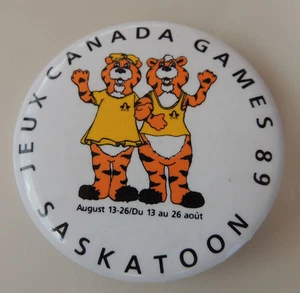 JEUX CANADA GAMES 89
August 13-26/Du 13 au 26 août
SASKATOON